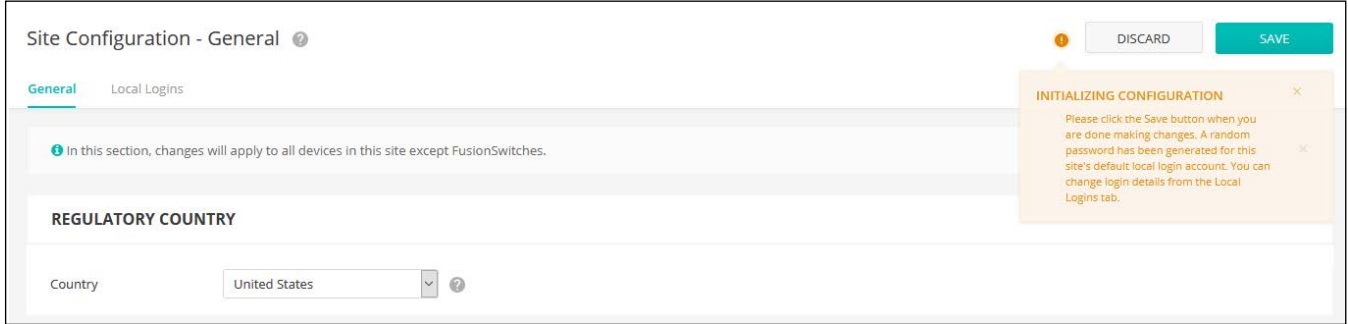 Site Configuration - General
DISCARD
SAVE
General
Local Logins
INITIALIZING CONFIGURATION
Please click the Save button when you
are done making changes. A random
password has been generated for this
site's default local login account. You can
change login details from the Local
Logins tab.
In this section, changes will apply to all devices in this site except FusionSwitches.
REGULATORY COUNTRY
Country
United States